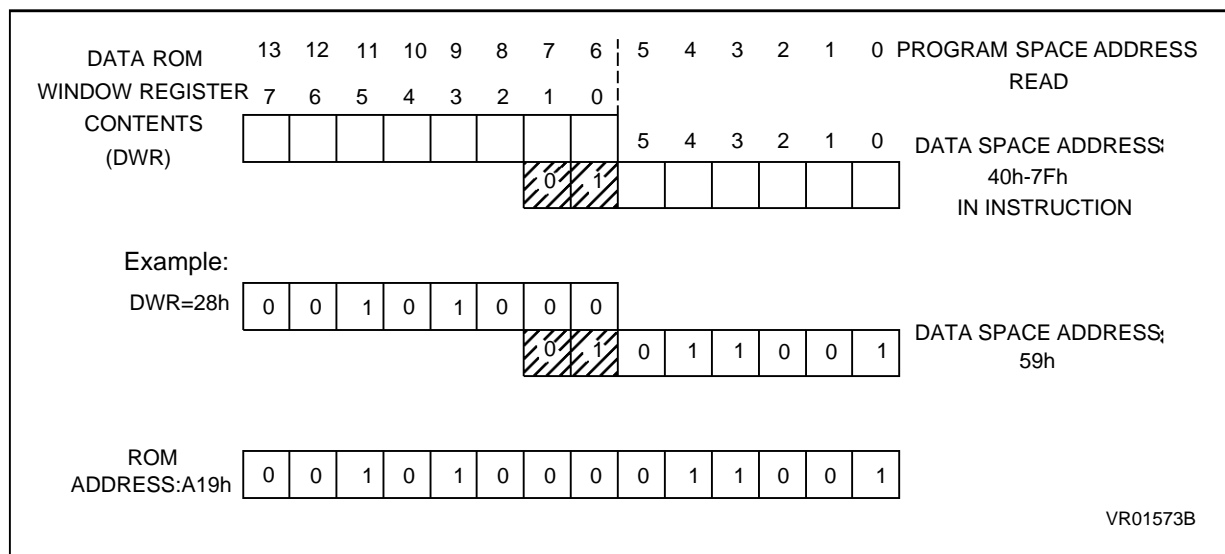 DATA ROM 13 12 11 10 9 8 7 6 5 4 3 2 1 0 PROGRAM SPACE ADDRESS
READ
WINDOW REGISTER 7 6 5 4 3 2 1 0
CONTENTS
(DWR)
5 4 3 2 1 0 DATA SPACE ADDRESS:
0 1 40h-7Fh
IN INSTRUCTION
Example:
DWR=28h 0 0 1 0 1 0 0 0
0 1 0 1 1 0 0 1 DATA SPACE ADDRESS:
59h
ROM
ADDRESS:A19h 0 0 1 0 1 0 0 0 0 1 1 0 0 1
VR01573B